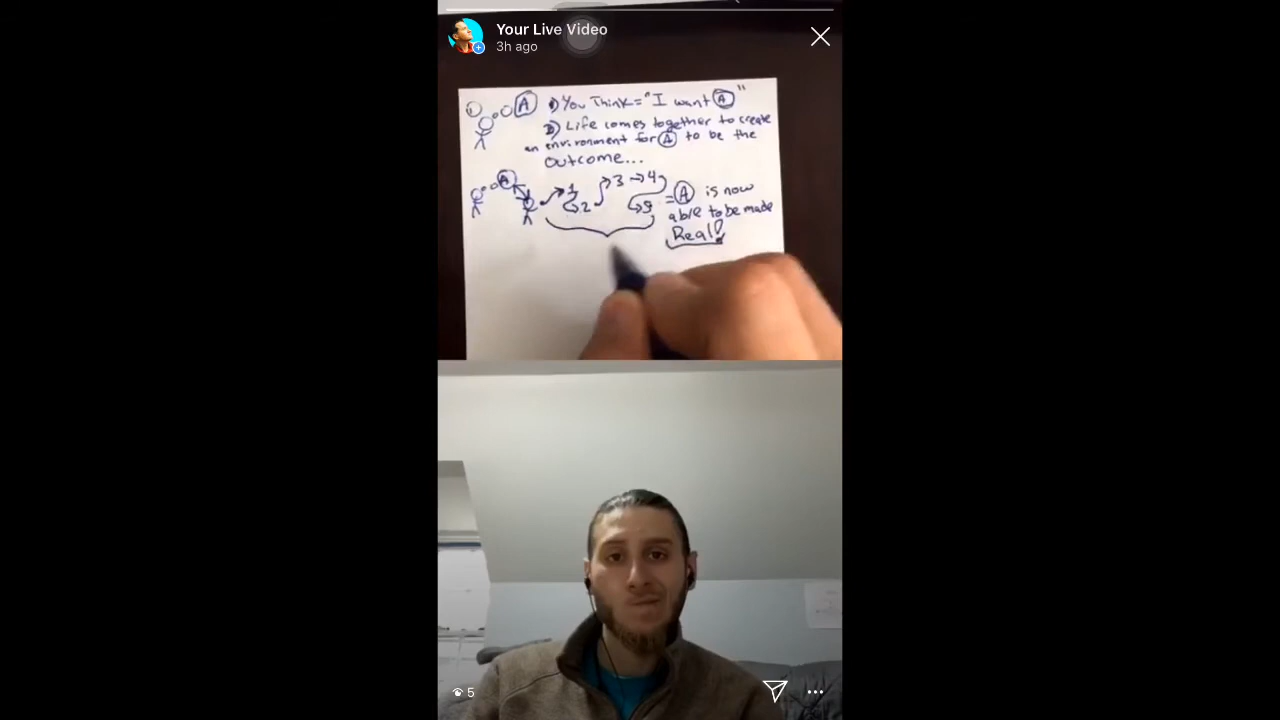 Your Live Video
3h ago
A 1) You Think = "I want A"
2) Life comes together to create
an environment for A to be the
outcome...
A 1 2 3 4 5 = A is now
able to be made
Real!
5